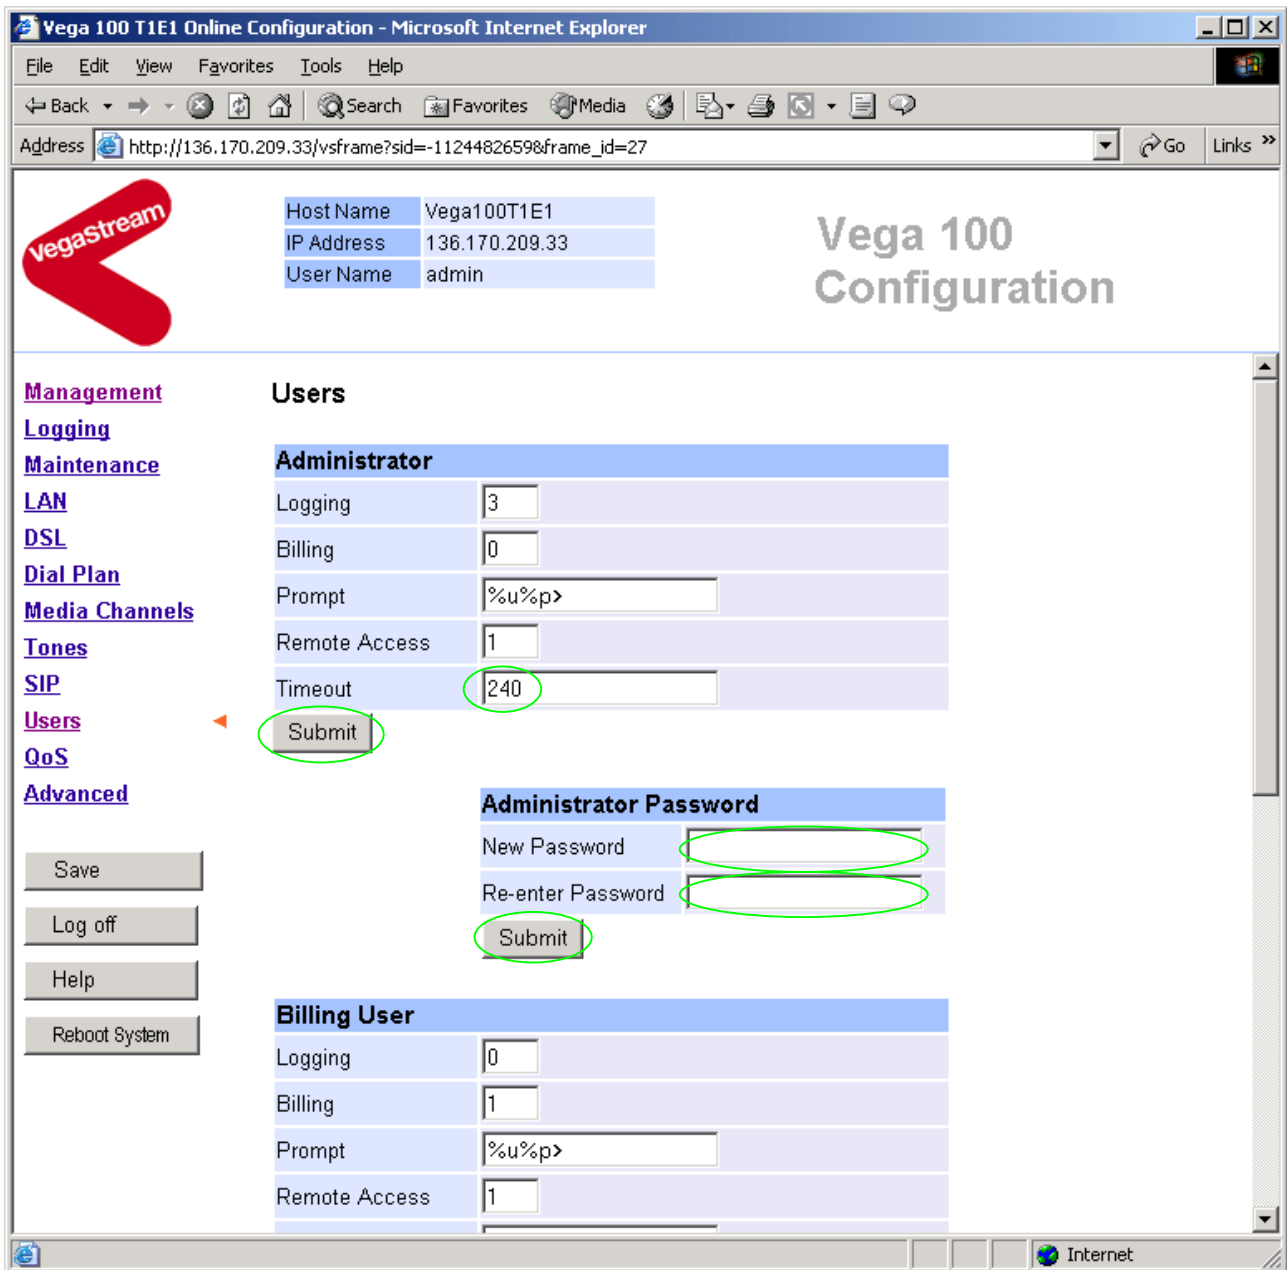 Vega 100 T1E1 Online Configuration - Microsoft Internet Explorer
File Edit View Favorites Tools Help
Back Search Favorites Media
Address http://136.170.209.33/vsframe?sid=-1124482659&frame_id=27 Go Links »
vegastream
Host Name Vega100T1E1
IP Address 136.170.209.33
User Name admin
Vega 100
Configuration
Management
Logging
Maintenance
LAN
DSL
Dial Plan
Media Channels
Tones
SIP
Users
QoS
Advanced
Save
Log off
Help
Reboot System
Users
Administrator
Logging 3
Billing 0
Prompt %u%p>
Remote Access 1
Timeout 240
Submit
Administrator Password
New Password
Re-enter Password
Submit
Billing User
Logging 0
Billing 1
Prompt %u%p>
Remote Access 1
Internet